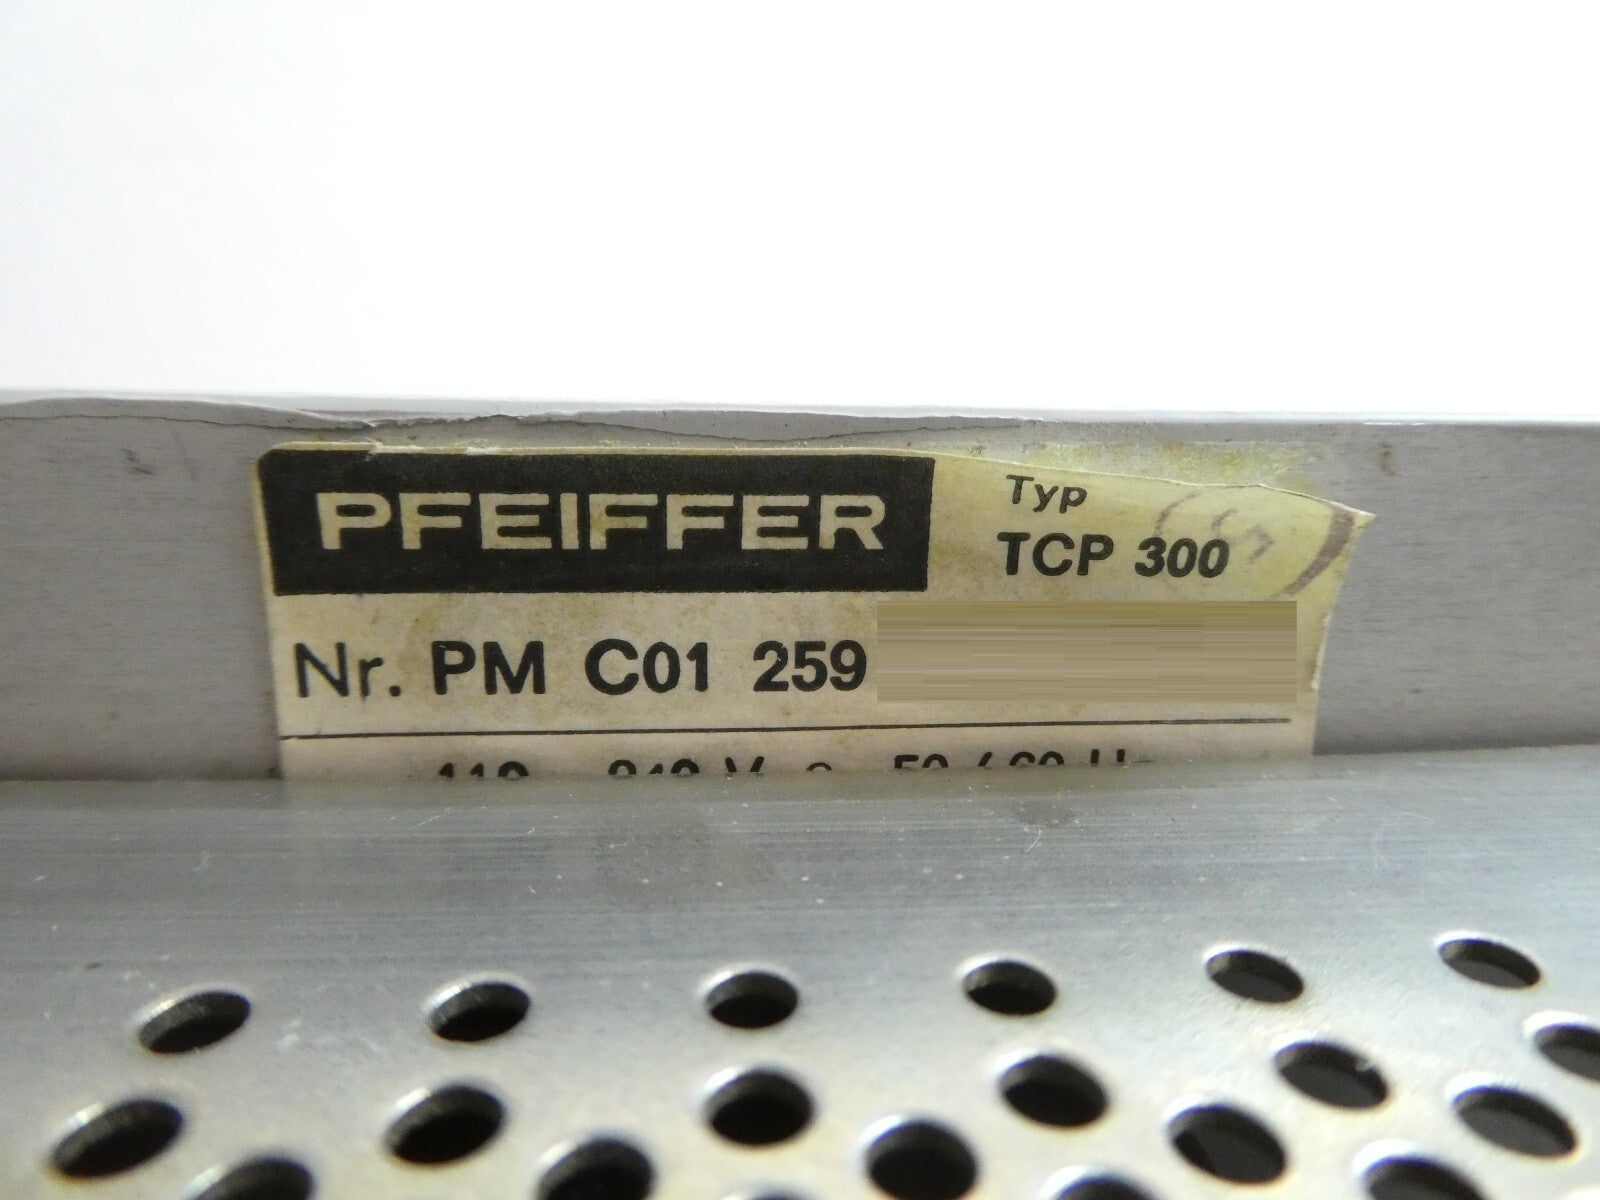 PFEIFFER
Typ
TCP 300
Nr. PM C01 259